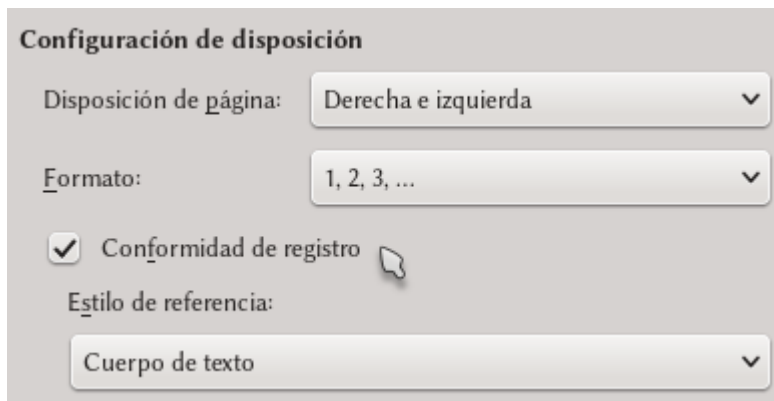 Configuración de disposición
Disposición de página: Derecha e izquierda
Formato: 1, 2, 3, ...
Conformidad de registro
Estilo de referencia:
Cuerpo de texto